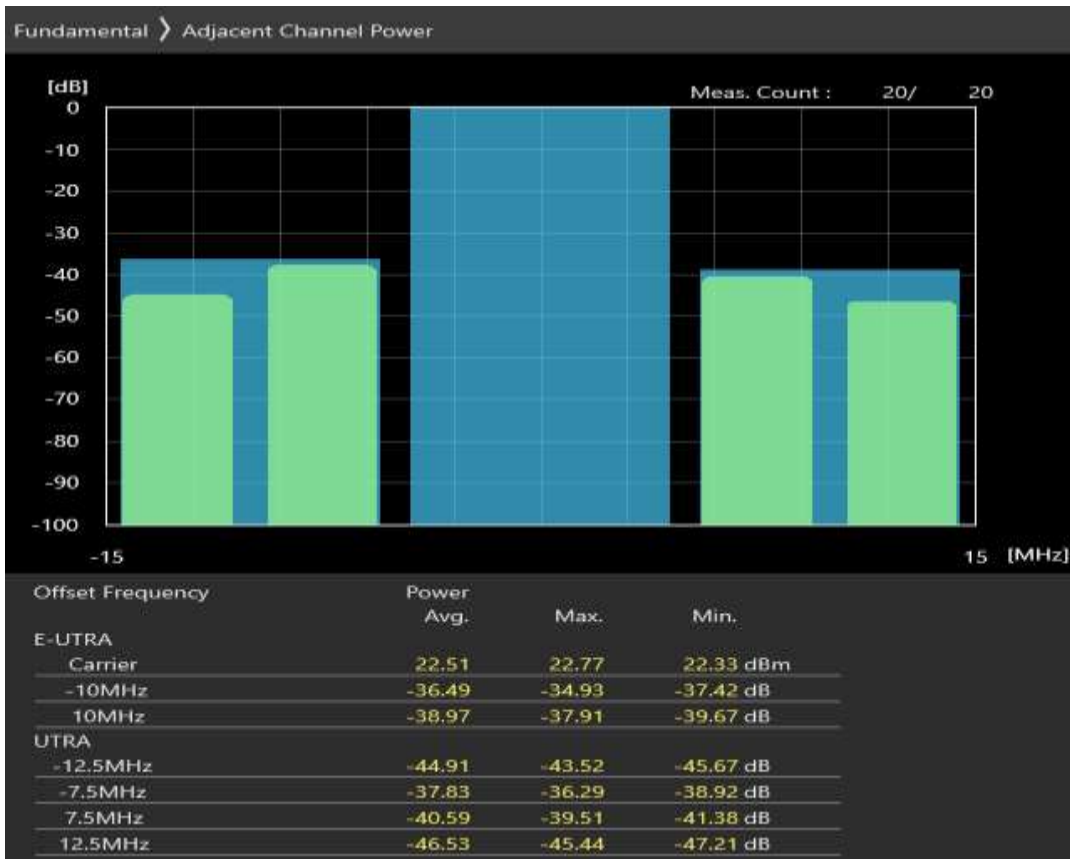 Fundamental ❯ Adjacent Channel Power
[dB]
Meas. Count : 20/ 20
0
-10
-20
-30
-40
-50
-60
-70
-80
-90
-100
-15 15 [MHz]
Offset Frequency Power
Avg. Max. Min.
E-UTRA
Carrier 22.51 22.77 22.33 dBm
-10MHz -36.49 -34.93 -37.42 dB
10MHz -38.97 -37.91 -39.67 dB
UTRA
-12.5MHz -44.91 -43.52 -45.67 dB
-7.5MHz -37.83 -36.29 -38.92 dB
7.5MHz -40.59 -39.51 -41.38 dB
12.5MHz -46.53 -45.44 -47.21 dB